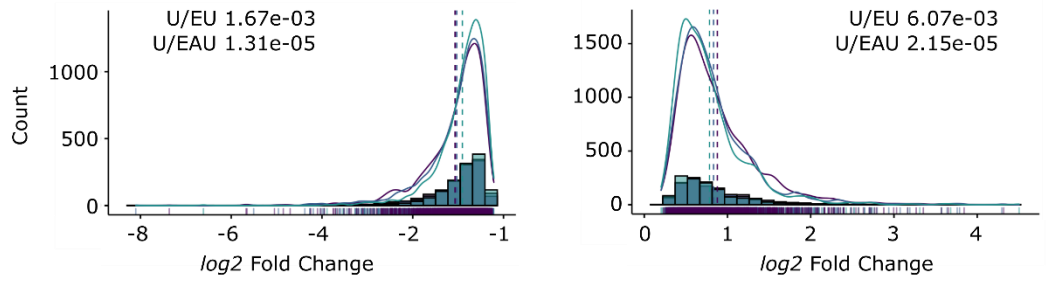 U/EU 1.67e-03
U/EAU 1.31e-05
Count
1000
500
0
-8
-6
-4
-2
-1
log2 Fold Change
U/EU 6.07e-03
U/EAU 2.15e-05
1500
1000
500
0
0
1
2
3
4
log2 Fold Change